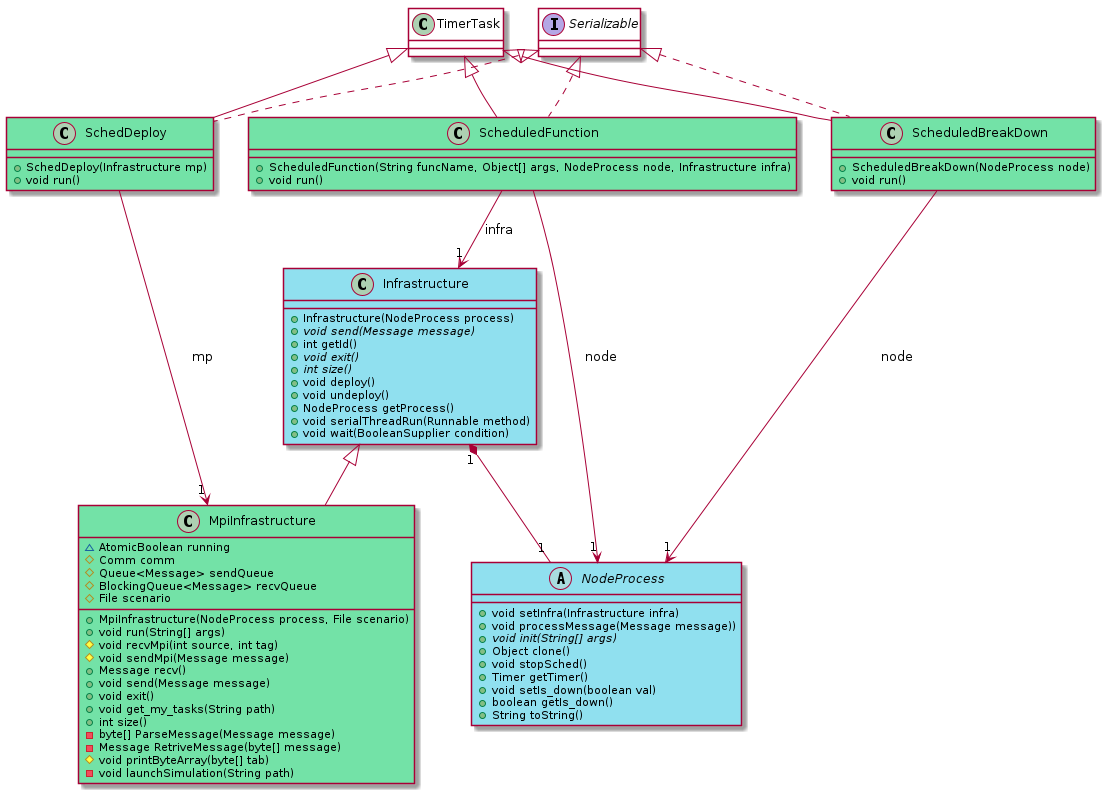 C TimerTask
I Serializable
C SchedDeploy
SchedDeploy(Infrastructure mp)
void run()
C ScheduledFunction
ScheduledFunction(String funcName, Object[] args, NodeProcess node, Infrastructure infra)
void run()
C ScheduledBreakDown
ScheduledBreakDown(NodeProcess node)
void run()
infra
1
C Infrastructure
Infrastructure(NodeProcess process)
void send(Message message)
int getId()
void exit()
int size()
void deploy()
void undeploy()
NodeProcess getProcess()
void serialThreadRun(Runnable method)
void wait(BooleanSupplier condition)
mp
node
node
1
1
1
1
1
C MpiInfrastructure
AtomicBoolean running
Comm comm
Queue<Message> sendQueue
BlockingQueue<Message> recvQueue
File scenario
MpiInfrastructure(NodeProcess process, File scenario)
void run(String[] args)
void recvMpi(int source, int tag)
void sendMpi(Message message)
Message recv()
void send(Message message)
void exit()
void get_my_tasks(String path)
int size()
byte[] ParseMessage(Message message)
Message RetriveMessage(byte[] message)
void printByteArray(byte[] tab)
void launchSimulation(String path)
A NodeProcess
void setInfra(Infrastructure infra)
void processMessage(Message message))
void init(String[] args)
Object clone()
void stopSched()
Timer getTimer()
void setIs_down(boolean val)
boolean getIs_down()
String toString()